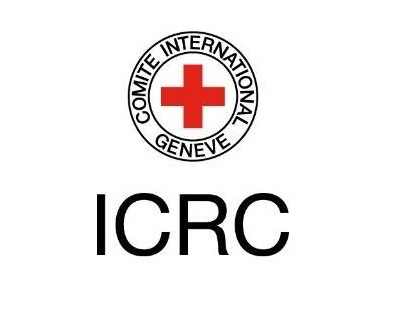 COMITE INTERNATIONAL
GENEVE
ICRC